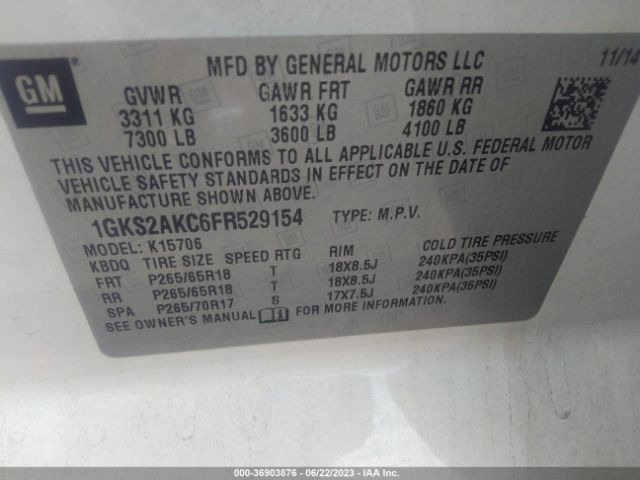 GM
MFD BY GENERAL MOTORS LLC 11/14
GVWR GAWR FRT GAWR RR
3311 KG 1633 KG 1860 KG
7300 LB 3600 LB 4100 LB
THIS VEHICLE CONFORMS TO ALL APPLICABLE U.S. FEDERAL MOTOR
VEHICLE SAFETY STANDARDS IN EFFECT ON THE DATE OF
MANUFACTURE SHOWN ABOVE.
1GKS2AKC6FR529154 TYPE: M.P.V.
MODEL: K15706
KBDQ TIRE SIZE SPEED RTG RIM COLD TIRE PRESSURE
FRT P265/65R18 T 18X8.5J 240KPA(35PSI)
RR P265/65R18 T 18X8.5J 240KPA(35PSI)
SPA P265/70R17 S 17X7.5J 240KPA(35PSI)
SEE OWNER'S MANUAL FOR MORE INFORMATION
000-36903876 - 06/22/2023 - IAA Inc.